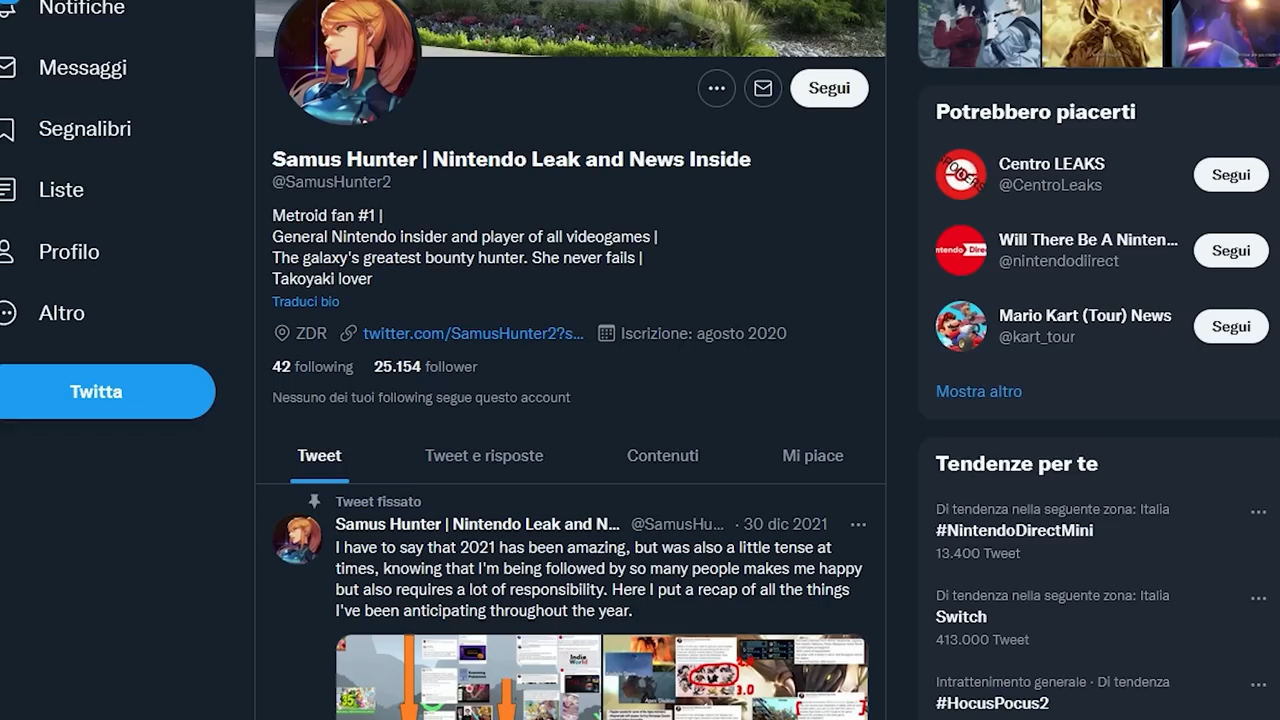 Notifiche
Messaggi
Segnalibri
Liste
Profilo
Altro
Twitta
Segui
Samus Hunter | Nintendo Leak and News Inside
@SamusHunter2
Metroid fan #1 |
General Nintendo insider and player of all videogames |
The galaxy's greatest bounty hunter. She never fails |
Takoyaki lover
Traduci bio
ZDR twitter.com/SamusHunter2?s... Iscrizione: agosto 2020
42 following 25.154 follower
Nessuno dei tuoi following segue questo account
Tweet Tweet e risposte Contenuti Mi piace
Tweet fissato
Samus Hunter | Nintendo Leak and N... @SamusHu... · 30 dic 2021
I have to say that 2021 has been amazing, but was also a little tense at
times, knowing that I'm being followed by so many people makes me happy
but also requires a lot of responsibility. Here I put a recap of all the things
I've been anticipating throughout the year.
Indie
World
3.0
Potrebbero piacerti
Centro LEAKS
@CentroLeaks
Segui
Will There Be A Ninten...
@nintendodiirect
Segui
Mario Kart (Tour) News
@kart_tour
Segui
Mostra altro
Tendenze per te
Di tendenza nella seguente zona: Italia
#NintendoDirectMini
13.400 Tweet
Di tendenza nella seguente zona: Italia
Switch
413.000 Tweet
Intrattenimento generale · Di tendenza
#HocusPocus2